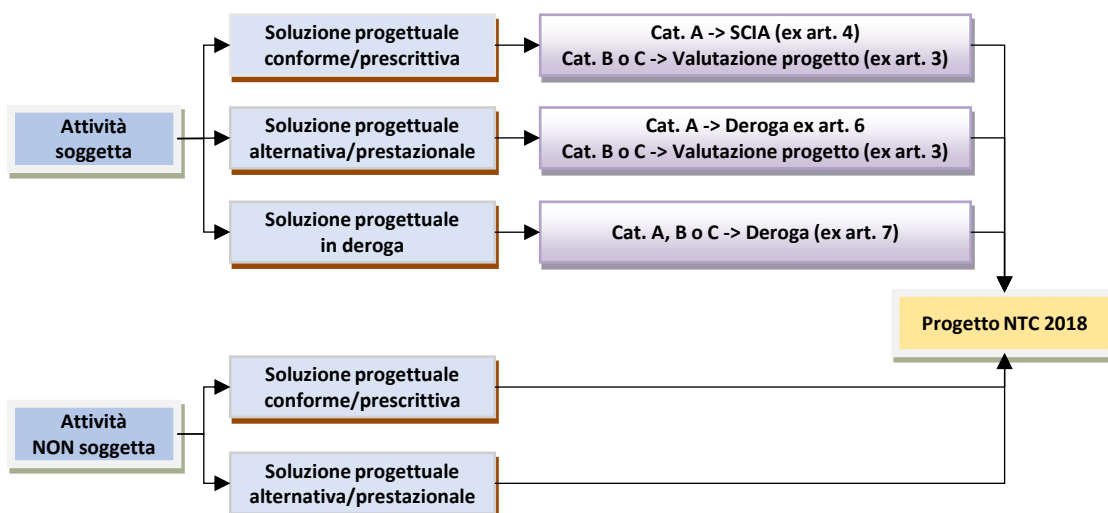 Attività
soggetta
Soluzione progettuale
conforme/prescrittiva
Cat. A -> SCIA (ex art. 4)
Cat. B o C -> Valutazione progetto (ex art. 3)
Soluzione progettuale
alternativa/prestazionale
Cat. A -> Deroga ex art. 6
Cat. B o C -> Valutazione progetto (ex art. 3)
Soluzione progettuale
in deroga
Cat. A, B o C -> Deroga (ex art. 7)
Progetto NTC 2018
Attività
NON soggetta
Soluzione progettuale
conforme/prescrittiva
Soluzione progettuale
alternativa/prestazionale